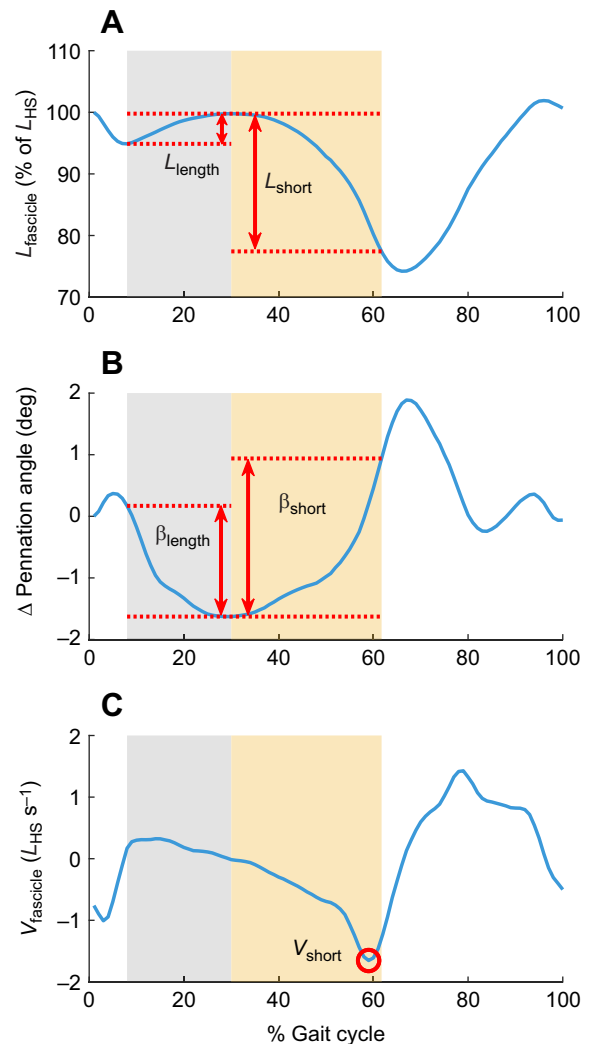 A
L_fascicle (% of L_HS)
110
100
90
80
70
L_length
L_short
0 20 40 60 80 100
B
Δ Pennation angle (deg)
2
1
0
–1
–2
β_length
β_short
0 20 40 60 80 100
C
V_fascicle (L_HS s⁻¹)
2
1
0
–1
–2
V_short
0 20 40 60 80 100
% Gait cycle